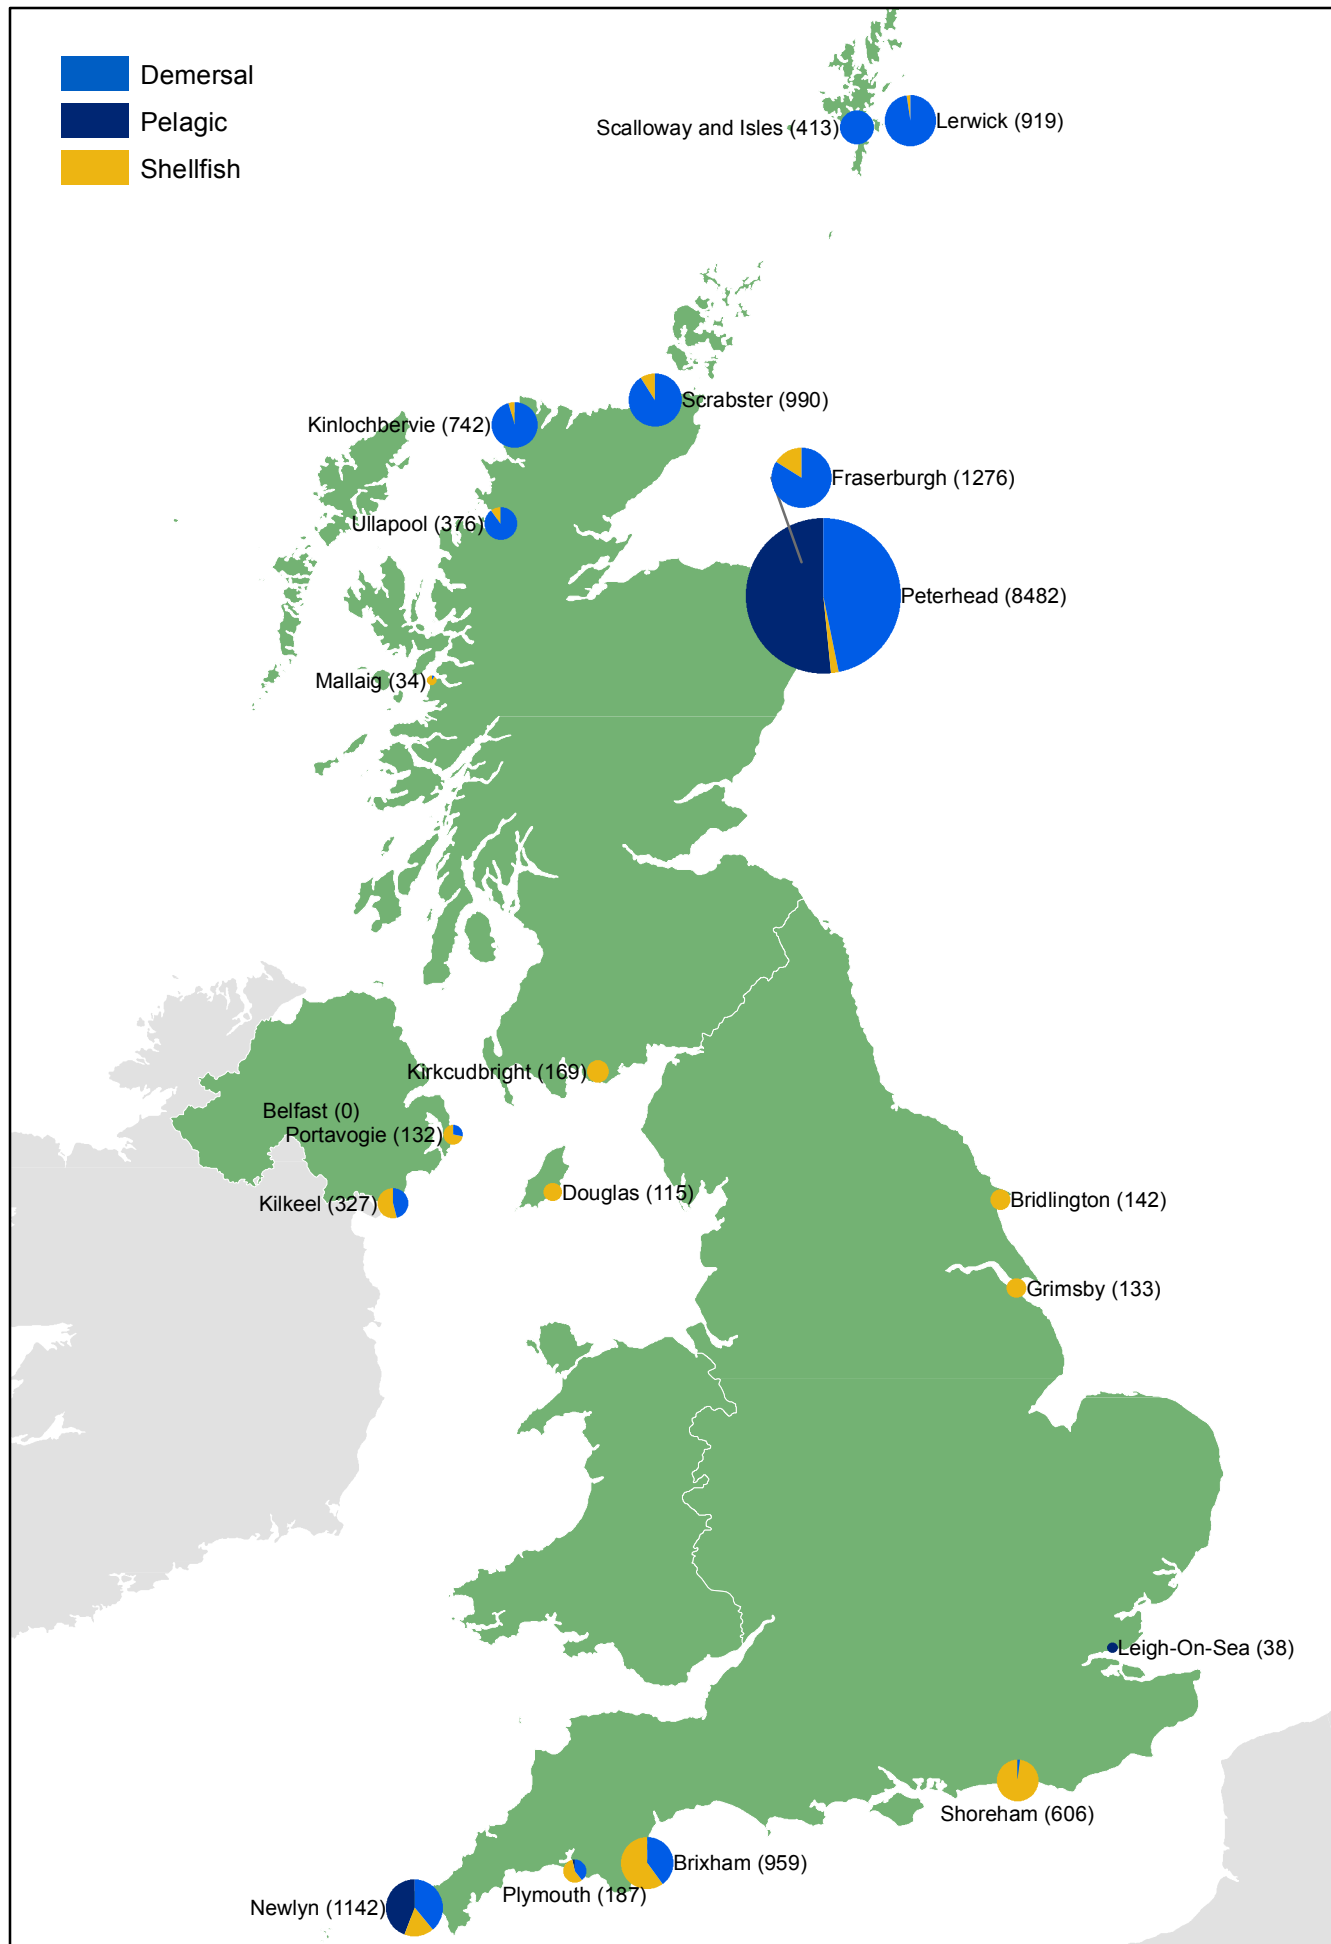 Demersal
Pelagic
Shellfish
Scalloway and Isles (413)
Lerwick (919)
Scrabster (990)
Kinlochbervie (742)
Fraserburgh (1276)
Ullapool (376)
Peterhead (8482)
Mallaig (34)
Kirkcudbright (169)
Belfast (0)
Portavogie (132)
Douglas (115)
Kilkeel (327)
Bridlington (142)
Grimsby (133)
Leigh-On-Sea (38)
Shoreham (606)
Brixham (959)
Plymouth (187)
Newlyn (1142)